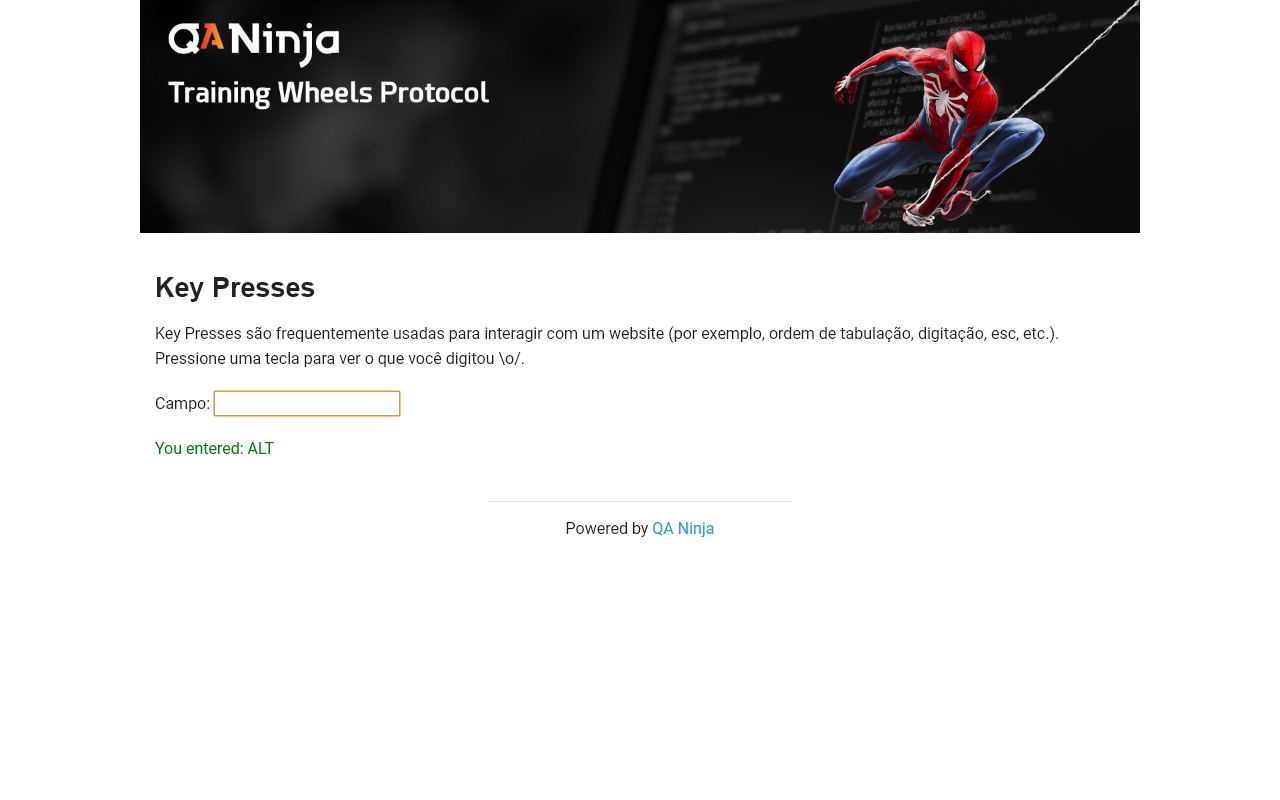 QANinja
Training Wheels Protocol
Key Presses
Key Presses são frequentemente usadas para interagir com um website (por exemplo, ordem de tabulação, digitação, esc, etc.).
Pressione uma tecla para ver o que você digitou \o/.
Campo:
You entered: ALT
Powered by QA Ninja